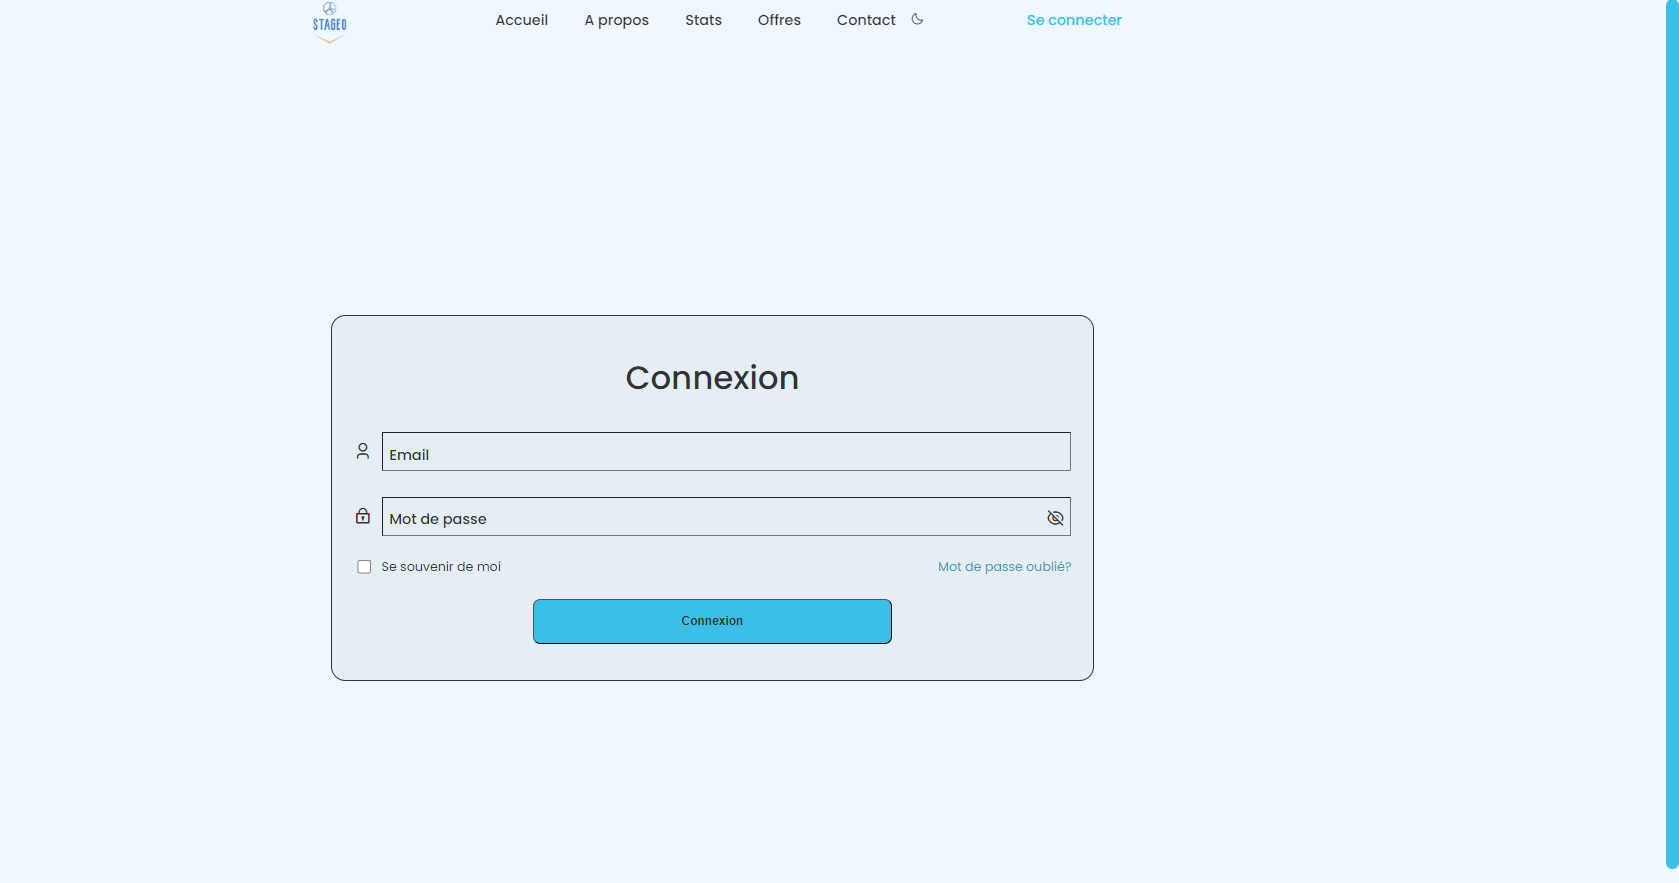 STAGEO
Accueil A propos Stats Offres Contact Se connecter
Connexion
Email
Mot de passe
Se souvenir de moi Mot de passe oublié?
Connexion